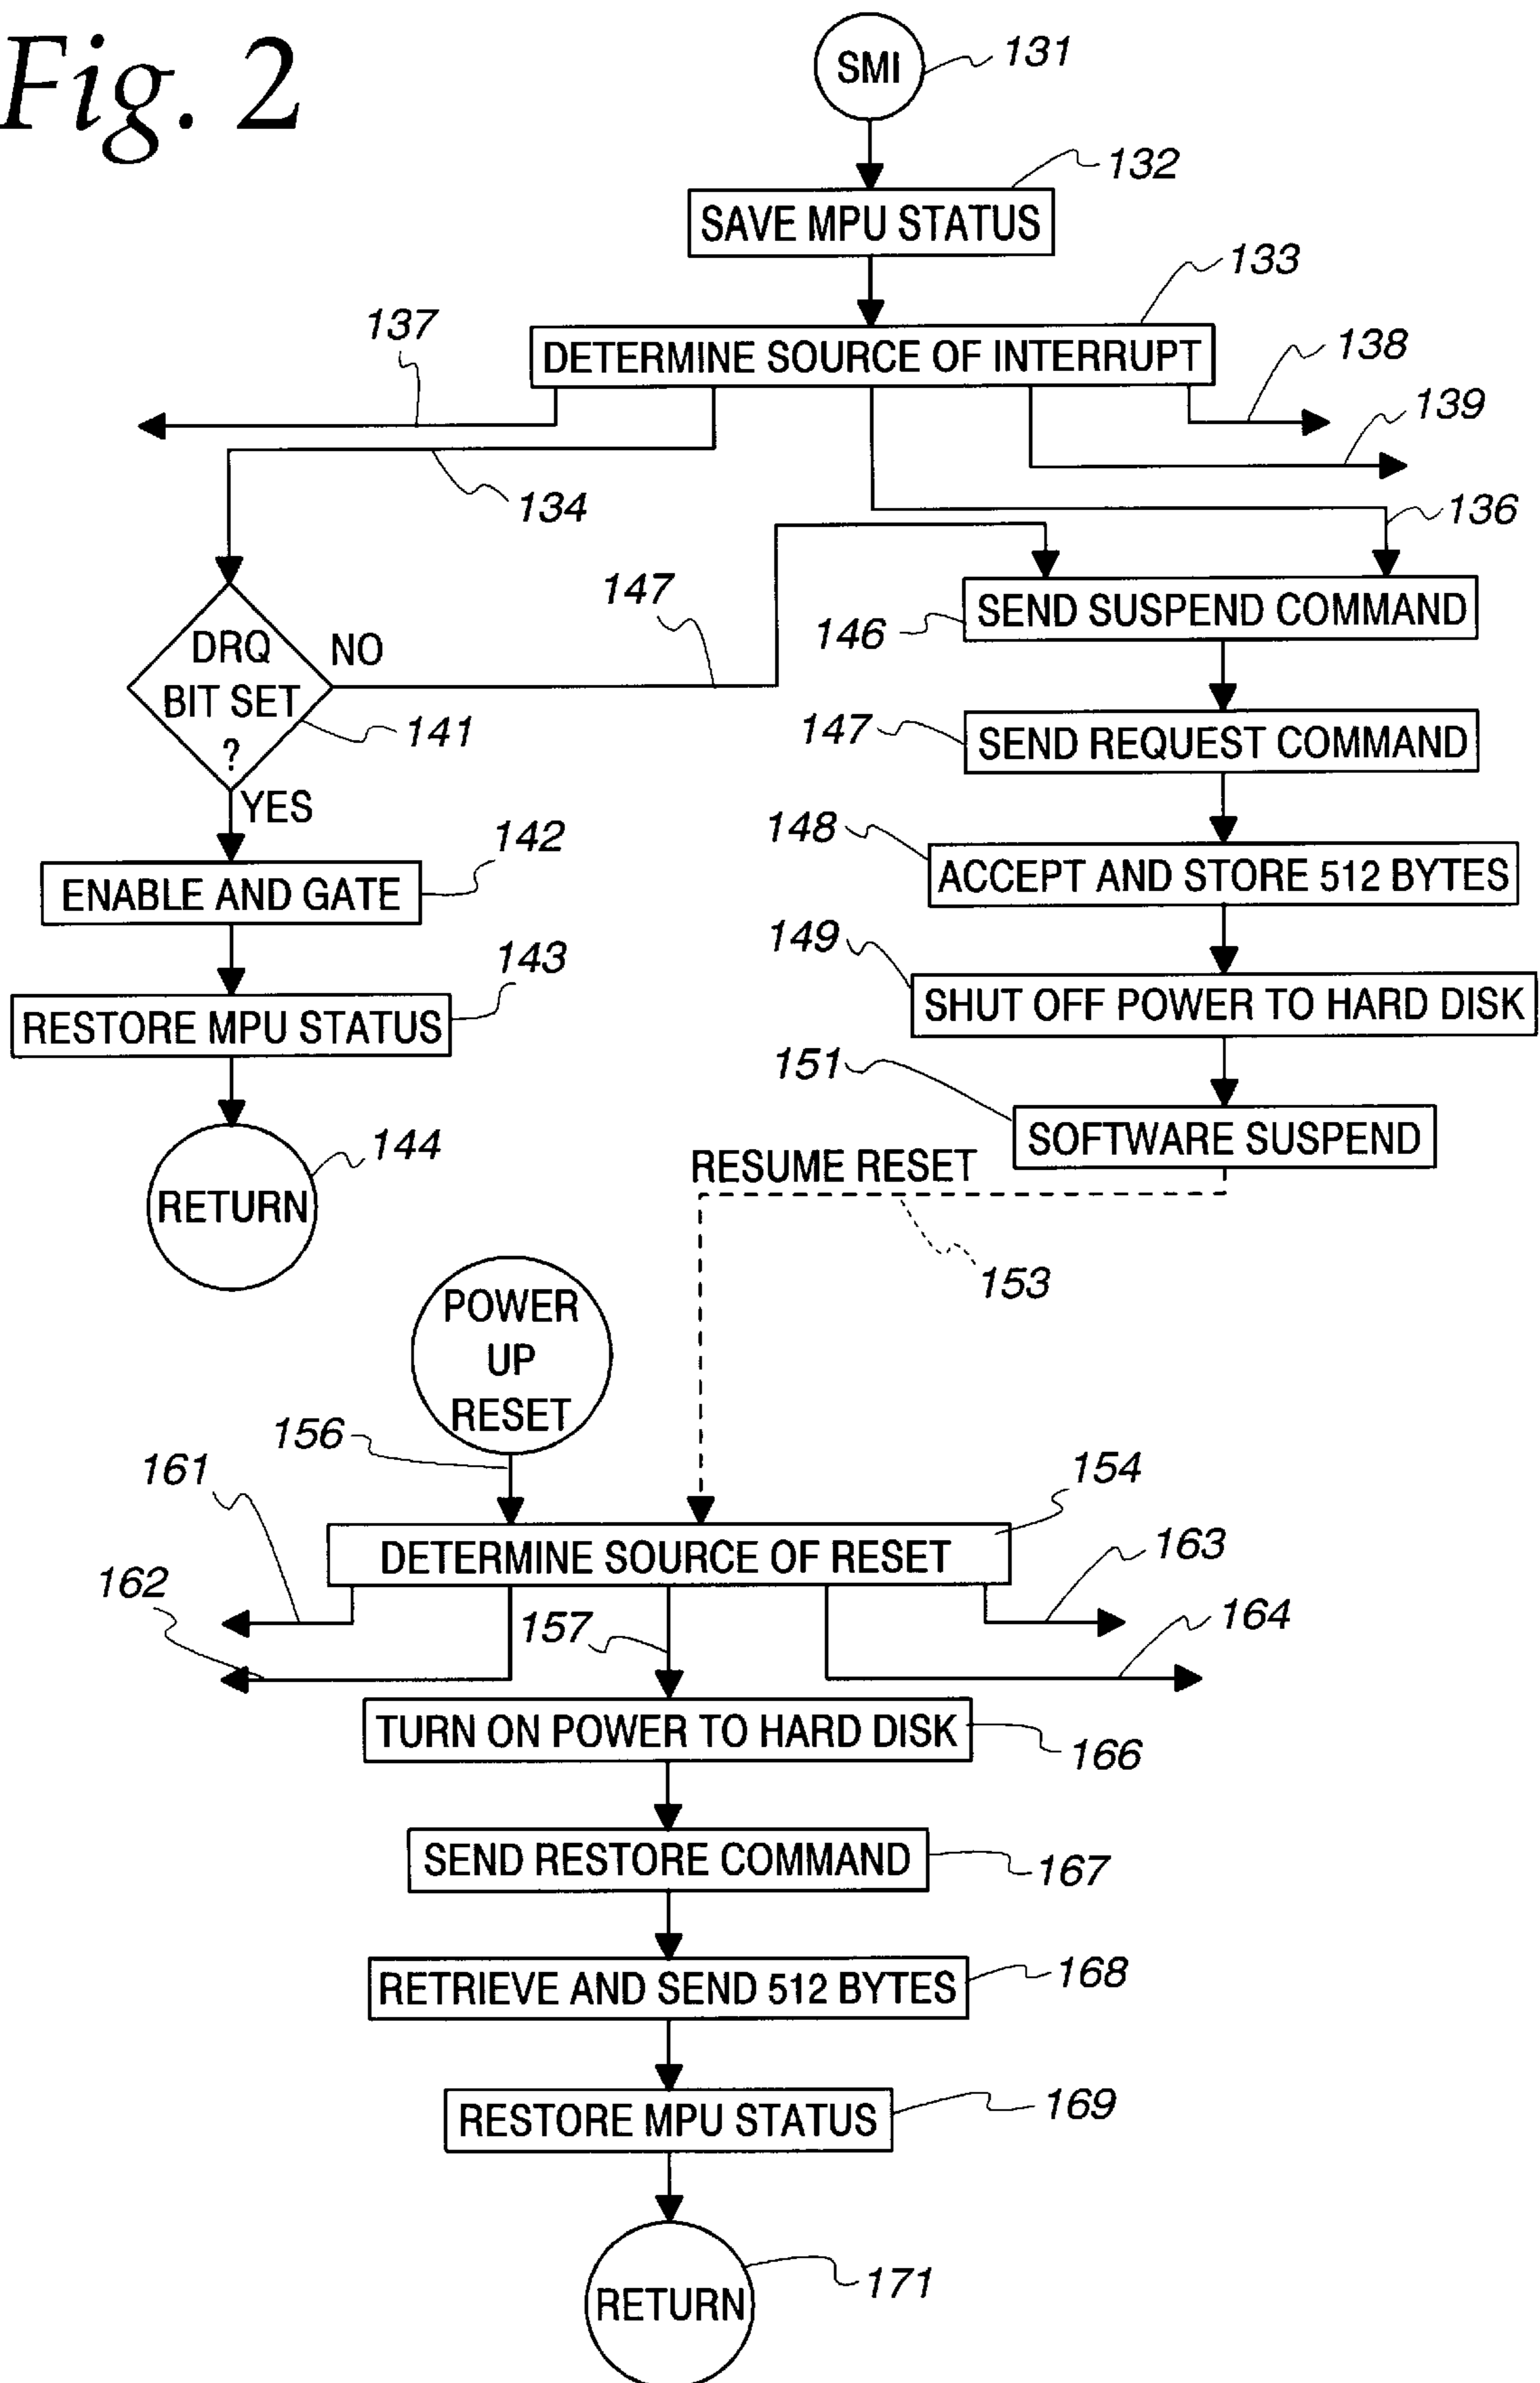 Fig. 2
SMI
131
132
SAVE MPU STATUS
133
137
DETERMINE SOURCE OF INTERRUPT
138
139
134
136
147
DRQ
BIT SET
?
NO
141
YES
146
SEND SUSPEND COMMAND
147
SEND REQUEST COMMAND
142
ENABLE AND GATE
148
ACCEPT AND STORE 512 BYTES
143
RESTORE MPU STATUS
149
SHUT OFF POWER TO HARD DISK
151
SOFTWARE SUSPEND
144
RETURN
RESUME RESET
153
POWER
UP
RESET
156
161
154
DETERMINE SOURCE OF RESET
163
162
157
164
TURN ON POWER TO HARD DISK
166
SEND RESTORE COMMAND
167
RETRIEVE AND SEND 512 BYTES
168
RESTORE MPU STATUS
169
RETURN
171